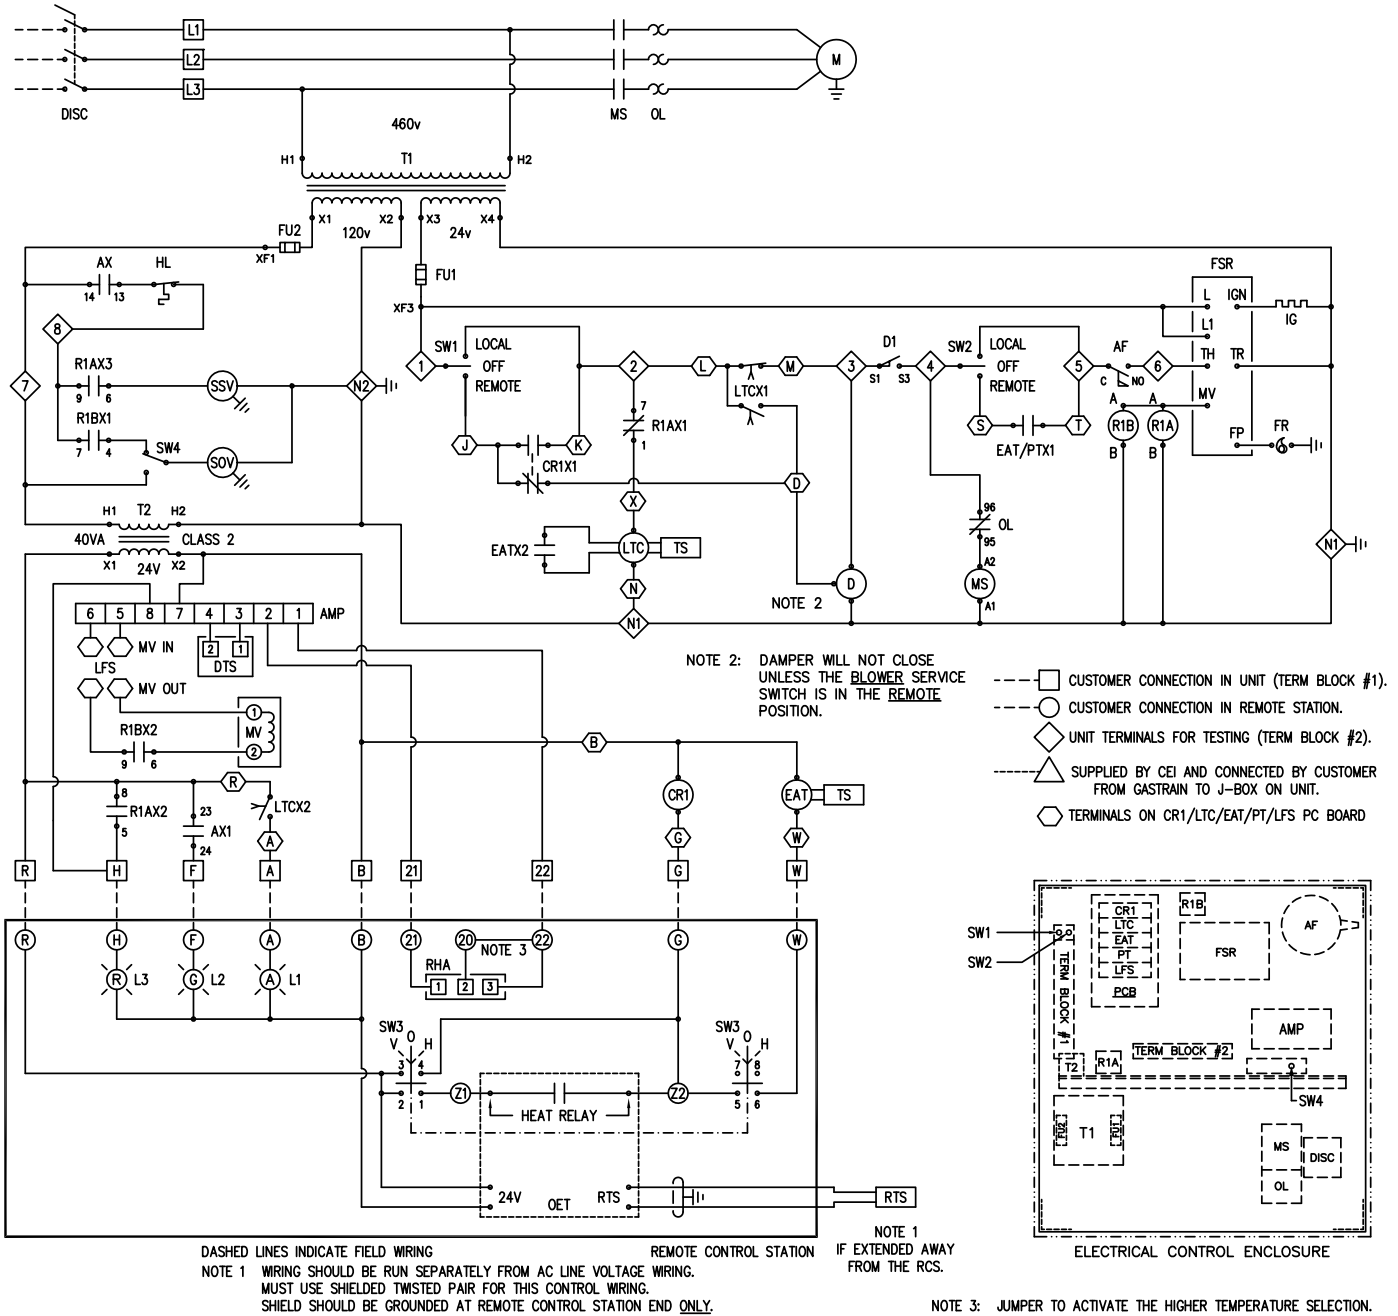 L1
L2
L3
DISC
MS
OL
M
460v
H1
T1
H2
X1
X2
X3
X4
FU2
120v
24v
XF1
AX
HL
14
13
FU1
XF3
FSR
L
IGN
IG
L1
TH
TR
MV
FP
FR
8
R1AX3
9
6
SSV
7
N2
R1BX1
7
4
SW4
SOV
1
SW1
LOCAL
OFF
REMOTE
2
L
LTCX1
M
3
D1
S1
S3
4
SW2
LOCAL
OFF
REMOTE
5
AF
C
NO
6
J
K
CR1X1
7
R1AX1
1
D
S
T
EAT/PTX1
A
A
R1B
R1A
B
B
X
EATX2
LTC
TS
N
N1
NOTE 2
D
96
OL
95
A2
MS
A1
N1
H1
T2
H2
40VA
CLASS 2
X1
24V
X2
6
5
8
7
4
3
2
1
AMP
MV IN
LFS
MV OUT
2
1
DTS
1
MV
2
R1BX2
9
6
NOTE 2: DAMPER WILL NOT CLOSE
UNLESS THE BLOWER SERVICE
SWITCH IS IN THE REMOTE
POSITION.
CUSTOMER CONNECTION IN UNIT (TERM BLOCK #1).
CUSTOMER CONNECTION IN REMOTE STATION.
UNIT TERMINALS FOR TESTING (TERM BLOCK #2).
SUPPLIED BY CEI AND CONNECTED BY CUSTOMER
FROM GASTRAIN TO J-BOX ON UNIT.
TERMINALS ON CR1/LTC/EAT/PT/LFS PC BOARD
B
R
8
R1AX2
5
23
AX1
24
LTCX2
A
CR1
G
EAT
TS
W
R
H
F
A
B
21
22
G
W
R
H
F
A
B
21
20
NOTE 3
22
G
W
R
L3
G
L2
A
L1
RHA
1
2
3
SW3
O
V
H
3
4
2
1
SW3
O
V
H
7
8
5
6
Z1
HEAT RELAY
Z2
24V
OET
RTS
RTS
NOTE 1
IF EXTENDED AWAY
FROM THE RCS.
DASHED LINES INDICATE FIELD WIRING
REMOTE CONTROL STATION
NOTE 1 WIRING SHOULD BE RUN SEPARATELY FROM AC LINE VOLTAGE WIRING.
MUST USE SHIELDED TWISTED PAIR FOR THIS CONTROL WIRING.
SHIELD SHOULD BE GROUNDED AT REMOTE CONTROL STATION END ONLY.
SW1
SW2
TERM BLOCK #1
CR1
LTC
EAT
PT
LFS
PCB
R1B
FSR
AF
AMP
T2
R1A
TERM BLOCK #2
SW4
FU2
T1
FU1
MS
OL
DISC
ELECTRICAL CONTROL ENCLOSURE
NOTE 3: JUMPER TO ACTIVATE THE HIGHER TEMPERATURE SELECTION.